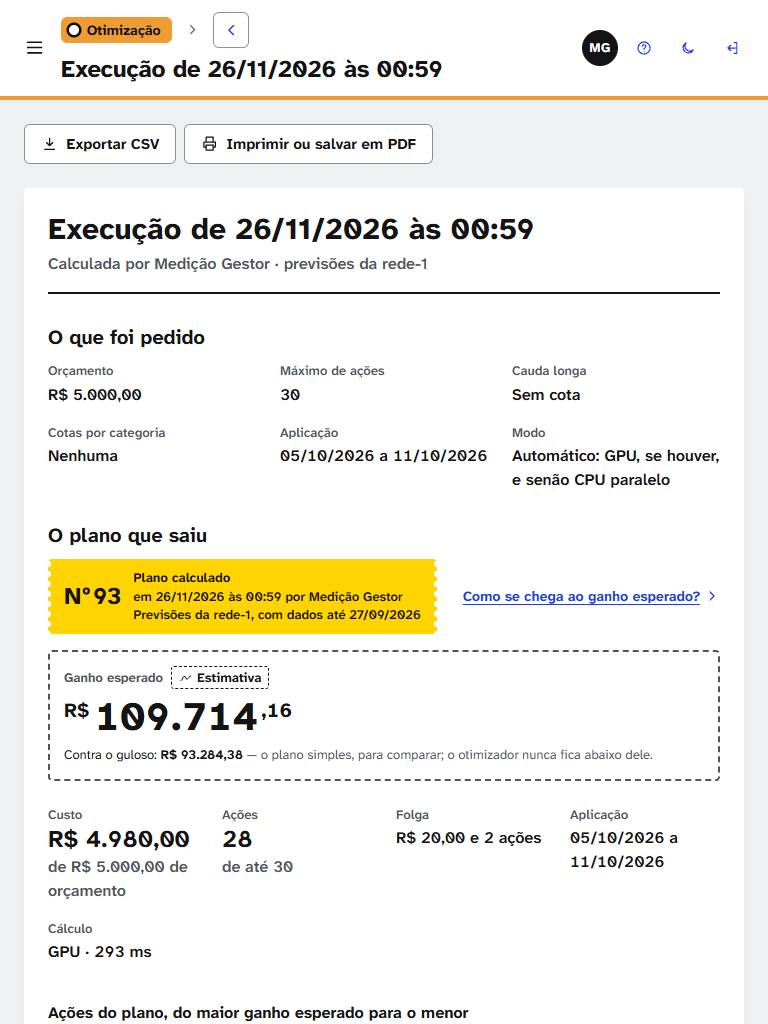 Otimização
Execução de 26/11/2026 às 00:59
MG
Exportar CSV
Imprimir ou salvar em PDF
Execução de 26/11/2026 às 00:59
Calculada por Medição Gestor · previsões da rede-1
O que foi pedido
Orçamento
R$ 5.000,00
Máximo de ações
30
Cauda longa
Sem cota
Cotas por categoria
Nenhuma
Aplicação
05/10/2026 a 11/10/2026
Modo
Automático: GPU, se houver,
e senão CPU paralelo
O plano que saiu
Nº 93
Plano calculado
em 26/11/2026 às 00:59 por Medição Gestor
Previsões da rede-1, com dados até 27/09/2026
Como se chega ao ganho esperado?
Ganho esperado
Estimativa
R$ 109.714,16
Contra o guloso: R$ 93.284,38 — o plano simples, para comparar; o otimizador nunca fica abaixo dele.
Custo
R$ 4.980,00
de R$ 5.000,00 de
orçamento
Ações
28
de até 30
Folga
R$ 20,00 e 2 ações
Aplicação
05/10/2026 a
11/10/2026
Cálculo
GPU · 293 ms
Ações do plano, do maior ganho esperado para o menor